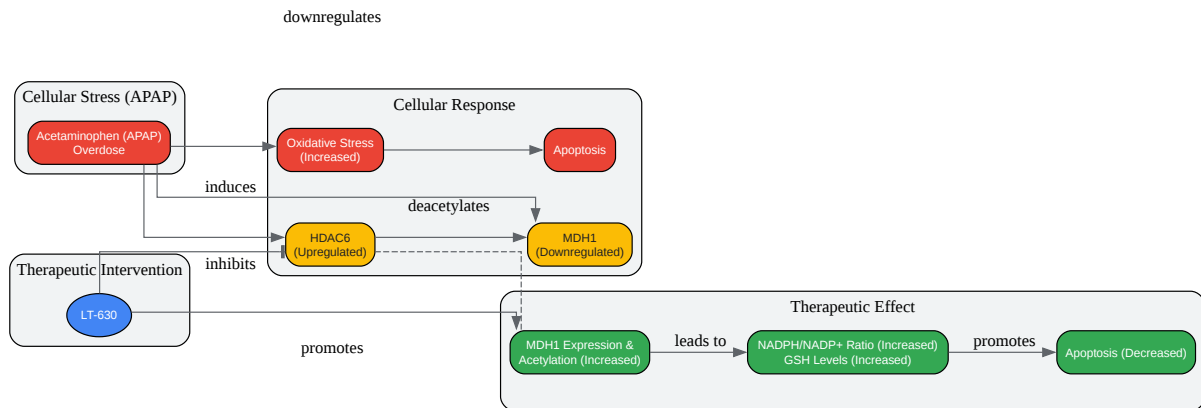 downregulates
Cellular Stress (APAP)
Acetaminophen (APAP)
Overdose
Cellular Response
Oxidative Stress
(Increased)
Apoptosis
induces
deacetylates
HDAC6
(Upregulated)
MDH1
(Downregulated)
inhibits
Therapeutic Intervention
LT-630
promotes
Therapeutic Effect
MDH1 Expression &
Acetylation (Increased)
leads to
NADPH/NADP+ Ratio (Increased)
GSH Levels (Increased)
promotes
Apoptosis (Decreased)